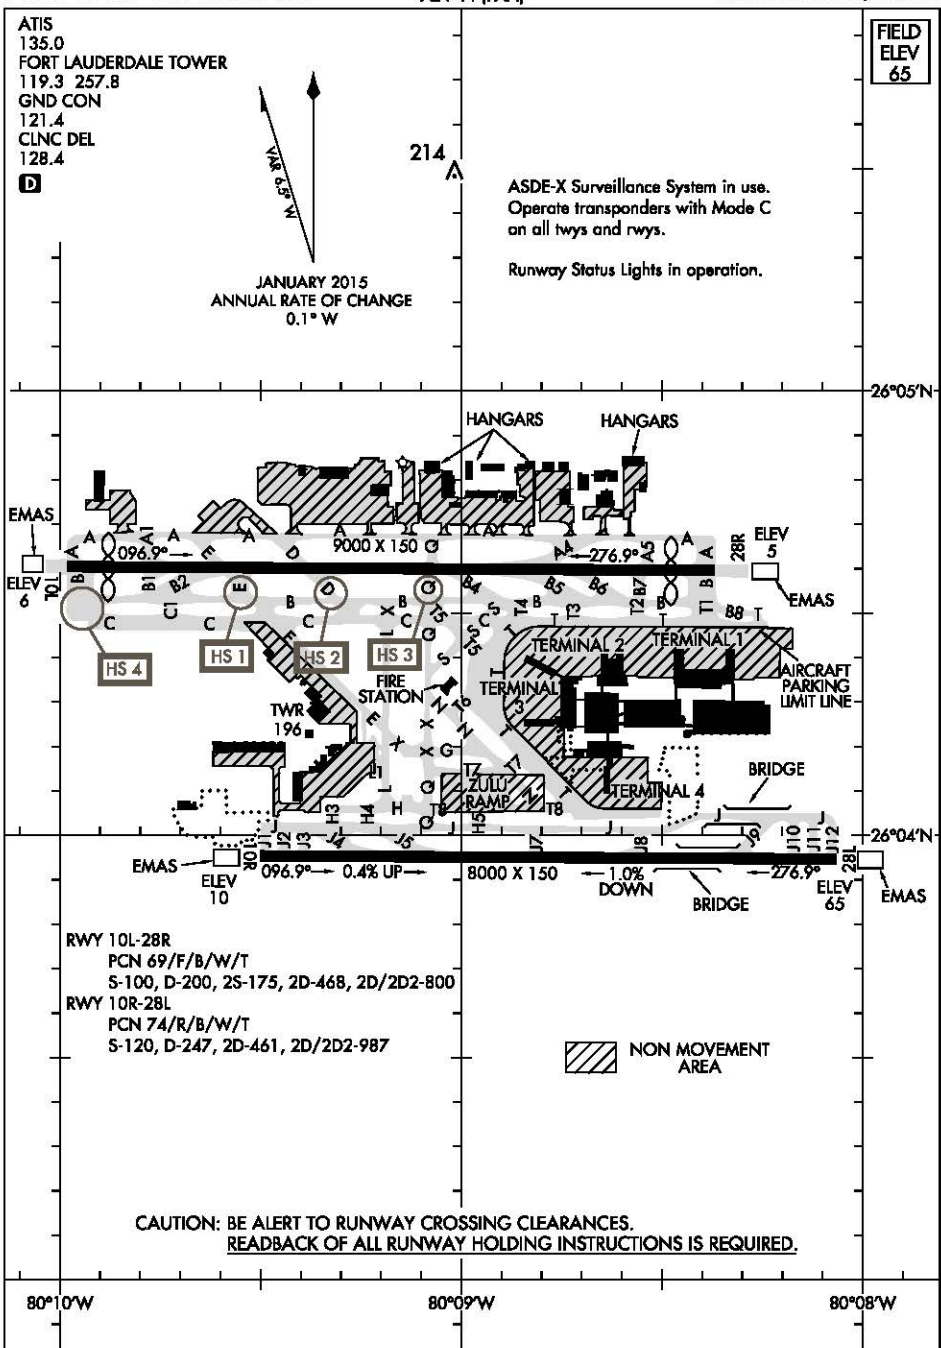 ATIS
135.0
FORT LAUDERDALE TOWER
119.3 257.8
GND CON
121.4
CLNC DEL
128.4
D
FIELD
ELEV
65
VAR 6.5° W
JANUARY 2015
ANNUAL RATE OF CHANGE
0.1° W
214
ASDE-X Surveillance System in use.
Operate transponders with Mode C
on all twys and rwys.
Runway Status Lights in operation.
26°05'N
HANGARS
HANGARS
EMAS
A
A
A1
A
E
A
D
A
Q
A
A4
A5
A
A
28R
ELEV
5
EMAS
096.9°
9000 X 150
276.9°
ELEV
6
10L
B
B1
B2
E
B
D
X
B
Q
B4
B5
B6
B7
B
T1
B8
T
C
C1
C
C
L
C
Q
T5
S
C
S
T5
T4
B
T3
T2
B
T
T
HS 4
HS 1
HS 2
HS 3
F
X
S
T
T
TERMINAL 2
TERMINAL 1
FIRE
STATION
TERMINAL
3
AIRCRAFT
PARKING
LIMIT LINE
TWR
196
E
X
X
X
N
T6
N
G
T
T7
T7
L1
L
Q
ZULU
RAMP
Z
TERMINAL 4
BRIDGE
H3
H4
H
T8
Q
H5
T8
J
J
26°04'N
J1
J2
J3
J4
J5
J7
J8
J9
J10
J11
J12
10R
28L
EMAS
ELEV
10
096.9°
0.4% UP
8000 X 150
1.0%
DOWN
276.9°
BRIDGE
ELEV
65
EMAS
RWY 10L-28R
PCN 69/F/B/W/T
S-100, D-200, 2S-175, 2D-468, 2D/2D2-800
RWY 10R-28L
PCN 74/R/B/W/T
S-120, D-247, 2D-461, 2D/2D2-987
NON MOVEMENT
AREA
CAUTION: BE ALERT TO RUNWAY CROSSING CLEARANCES.
READBACK OF ALL RUNWAY HOLDING INSTRUCTIONS IS REQUIRED.
80°10'W
80°09'W
80°08'W